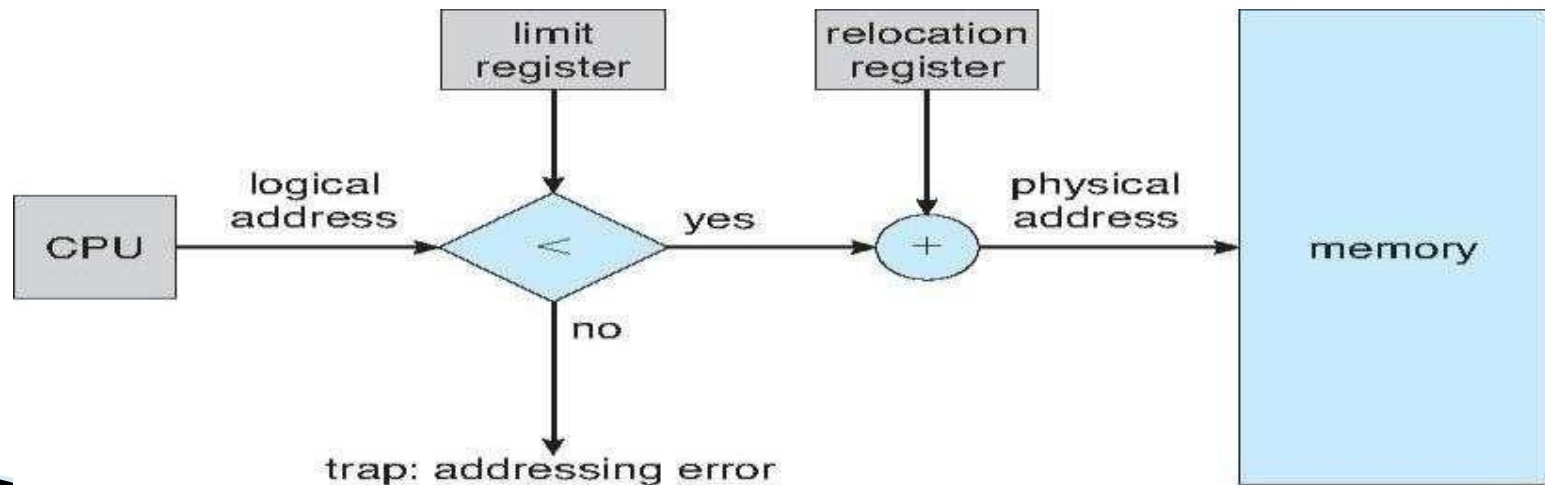 limit
register
relocation
register
logical
address
physical
address
CPU
<
yes
+
memory
no
trap: addressing error